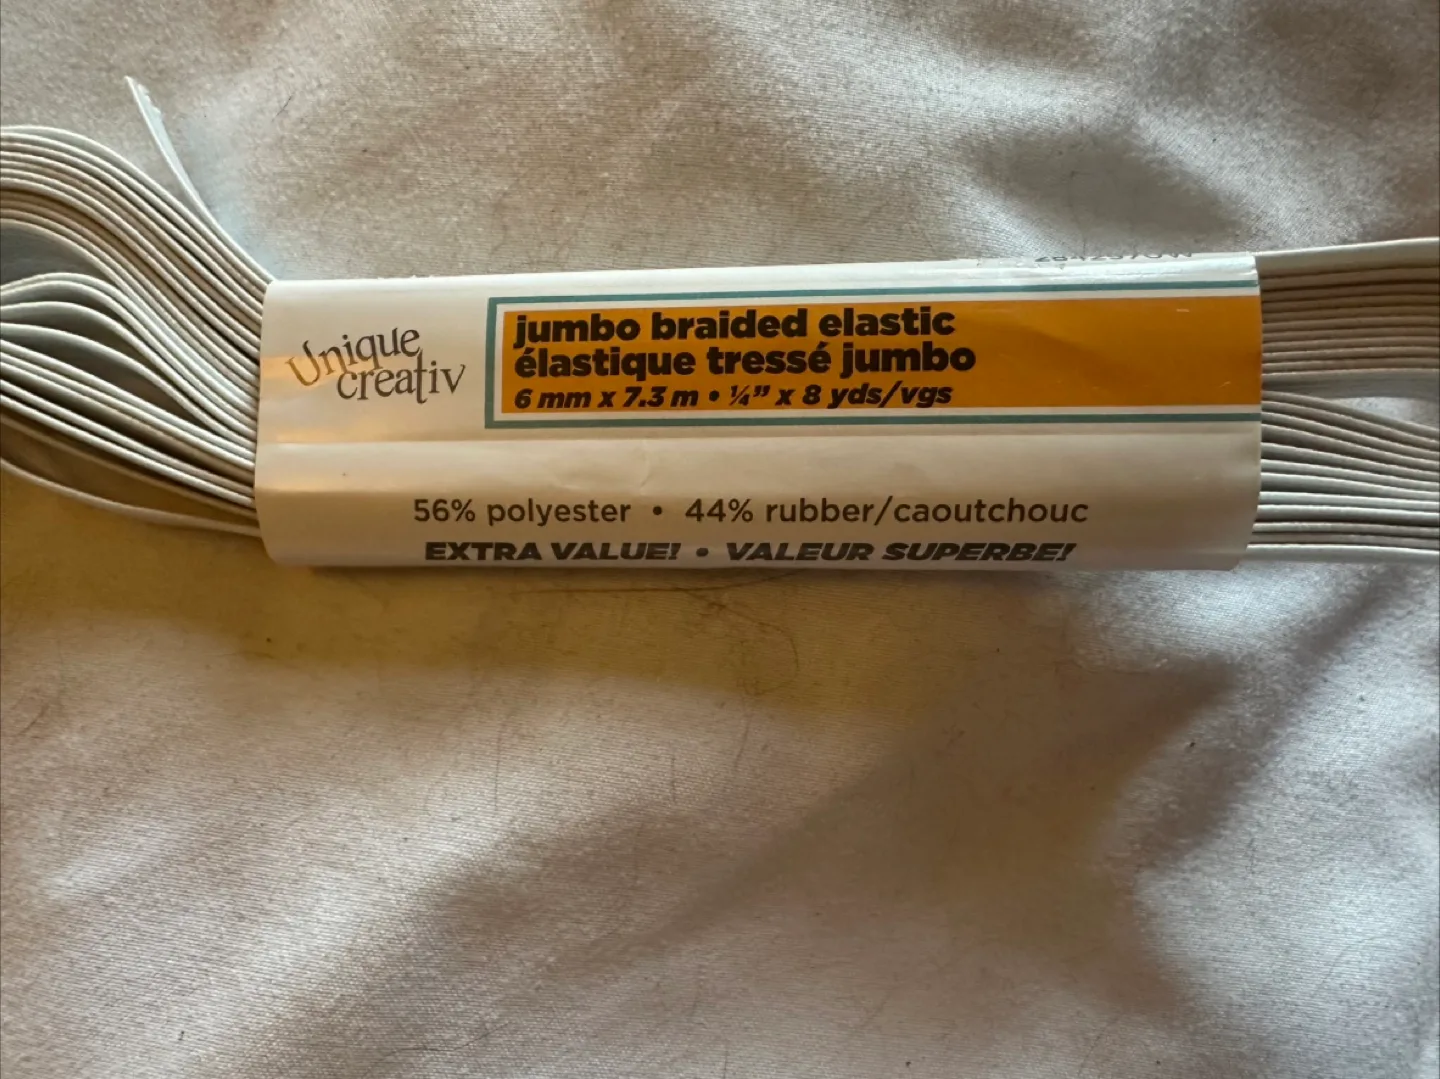 Unique
creativ
jumbo braided elastic
élastique tressé jumbo
6 mm x 7.3 m • ¼” x 8 yds/vgs
56% polyester • 44% rubber/caoutchouc
EXTRA VALUE! • VALEUR SUPERBE!